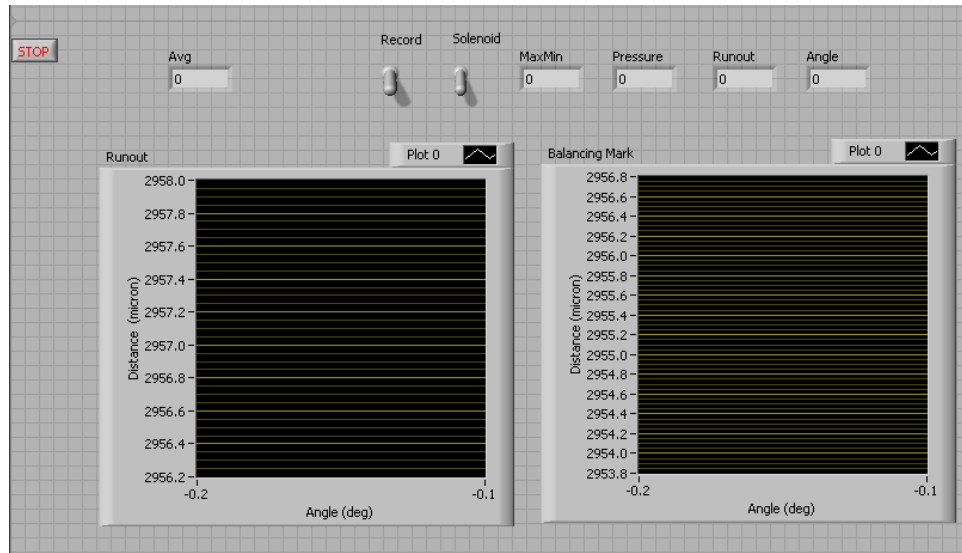 STOP
Avg
0
Record
Solenoid
MaxMin
0
Pressure
0
Runout
0
Angle
0
Runout
Plot 0
2958.0
2957.8
2957.6
2957.4
2957.2
2957.0
2956.8
2956.6
2956.4
2956.2
Distance (micron)
-0.2
-0.1
Angle (deg)
Balancing Mark
Plot 0
2956.8
2956.6
2956.4
2956.2
2956.0
2955.8
2955.6
2955.4
2955.2
2955.0
2954.8
2954.6
2954.4
2954.2
2954.0
2953.8
Distance (micron)
-0.2
-0.1
Angle (deg)